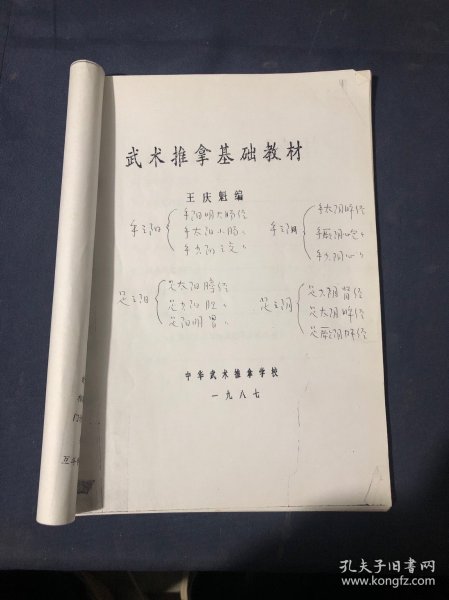 武术推拿基础教材
王庆魁编
手三阳
手阳明大肠经
手太阳小肠〃
手少阳三交〃
手三阴
手太阴肺经
手厥阴心包〃
手少阴心〃
足三阳
足太阳膀经
足少阳胆〃
足阳明胃〃
足三阴
足少阴肾经
足太阴脾经
足厥阴肝经
中华武术推拿学校
一九八七
孔夫子旧书网
www.kongfz.com